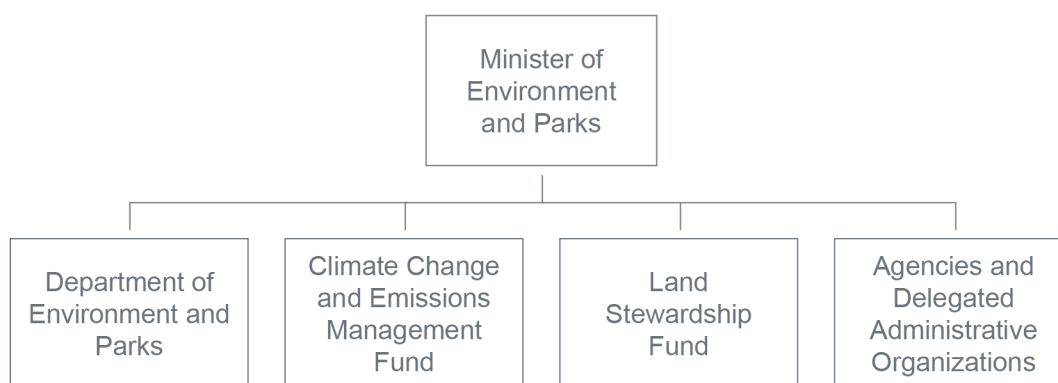 Minister of
Environment
and Parks
Department of
Environment and
Parks
Climate Change
and Emissions
Management
Fund
Land
Stewardship
Fund
Agencies and
Delegated
Administrative
Organizations